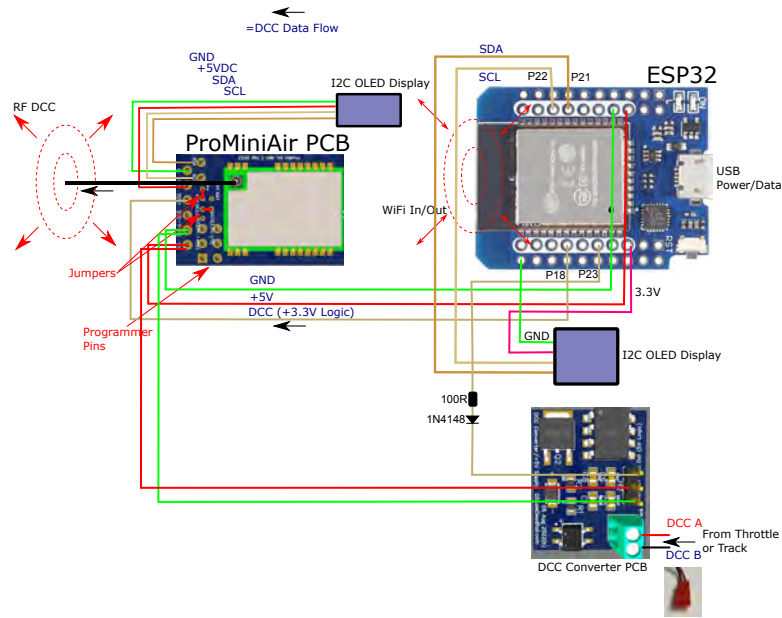 =DCC Data Flow
GND
+5VDC
SDA
SCL
I2C OLED Display
RF DCC
ProMiniAir PCB
SDA
SCL
P22
P21
ESP32
USB
Power/Data
WiFi In/Out
RST
Jumpers
GND
+5V
DCC (+3.3V Logic)
Programmer
Pins
P18
P23
3.3V
GND
I2C OLED Display
100R
1N4148
DCC A
DCC B
From Throttle
or Track
DCC Converter PCB